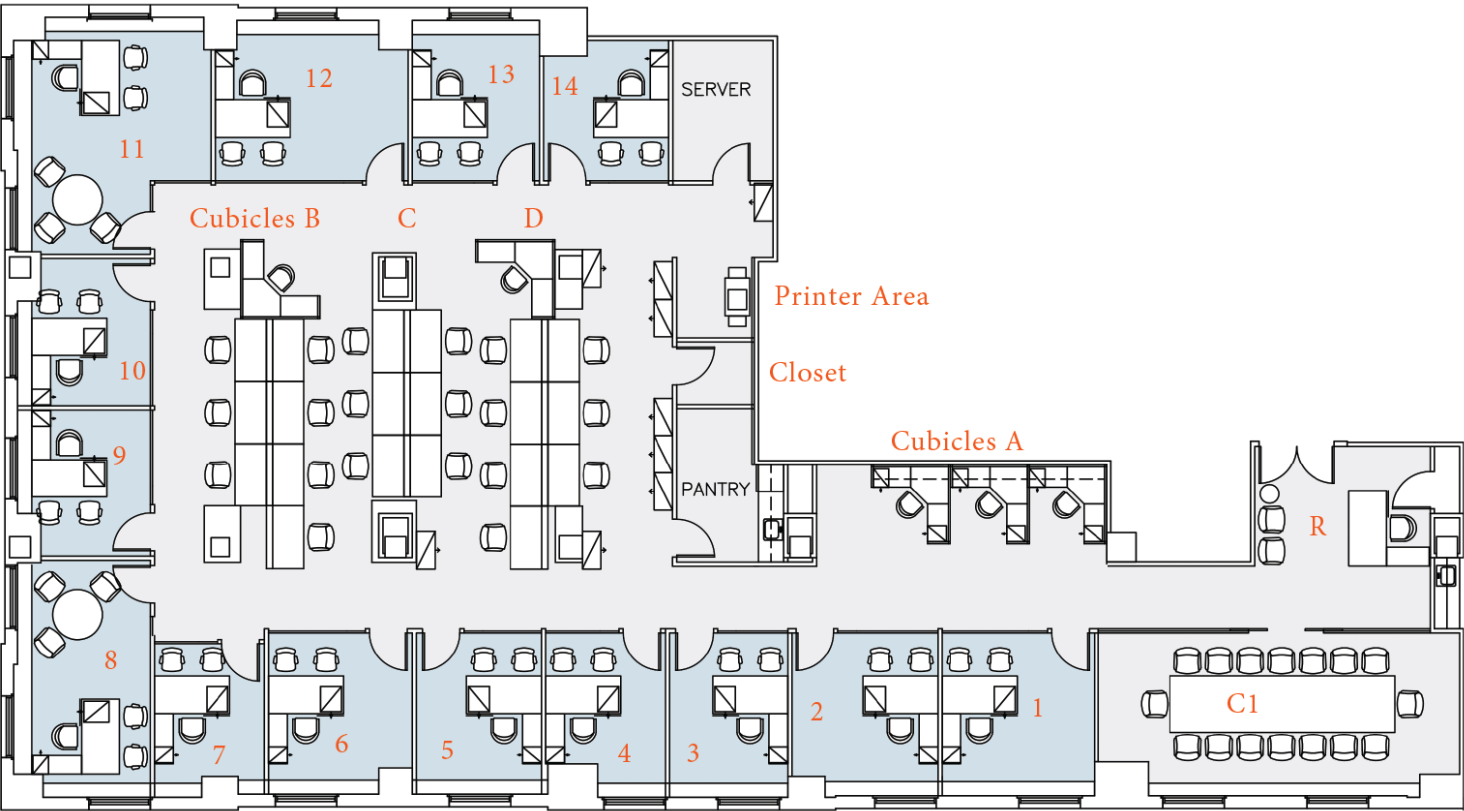 12
13
14
SERVER
11
Cubicles B
C
D
Printer Area
10
Closet
Cubicles A
9
PANTRY
R
8
7
6
5
4
3
2
1
C1